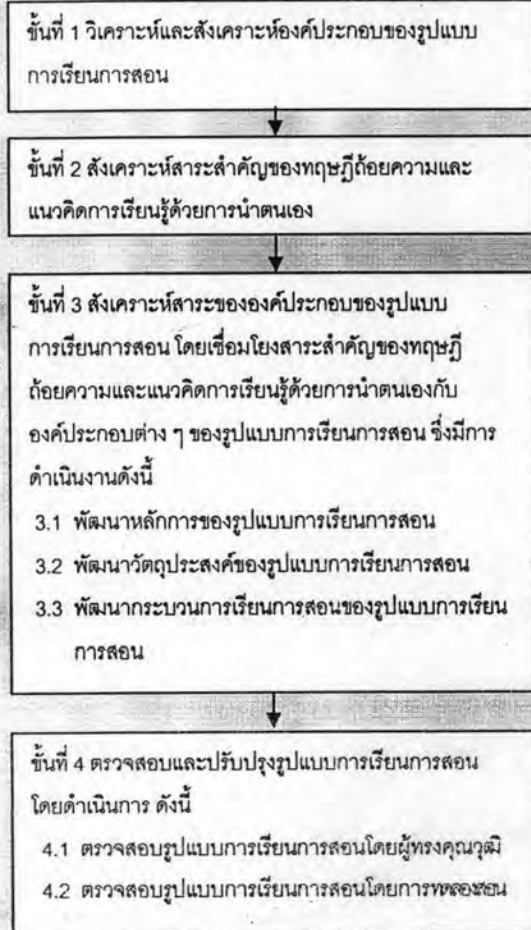 ขั้นที่ 1 วิเคราะห์และสังเคราะห์องค์ประกอบของรูปแบบ
การเรียนการสอน
ขั้นที่ 2 สังเคราะห์สาระสำคัญของทฤษฎีถ้อยความและ
แนวคิดการเรียนรู้ด้วยการนำตนเอง
ขั้นที่ 3 สังเคราะห์สาระขององค์ประกอบของรูปแบบ
การเรียนการสอน โดยเชื่อมโยงสาระสำคัญของทฤษฎี
ถ้อยความและแนวคิดการเรียนรู้ด้วยการนำตนเองกับ
องค์ประกอบต่าง ๆ ของรูปแบบการเรียนการสอน ซึ่งมีการ
ดำเนินงานดังนี้
3.1 พัฒนาหลักการของรูปแบบการเรียนการสอน
3.2 พัฒนาวัตถุประสงค์ของรูปแบบการเรียนการสอน
3.3 พัฒนากระบวนการเรียนการสอนของรูปแบบการเรียน
การสอน
ขั้นที่ 4 ตรวจสอบและปรับปรุงรูปแบบการเรียนการสอน
โดยดำเนินการ ดังนี้
4.1 ตรวจสอบรูปแบบการเรียนการสอนโดยผู้ทรงคุณวุฒิ
4.2 ตรวจสอบรูปแบบการเรียนการสอนโดยการทดลองสอน